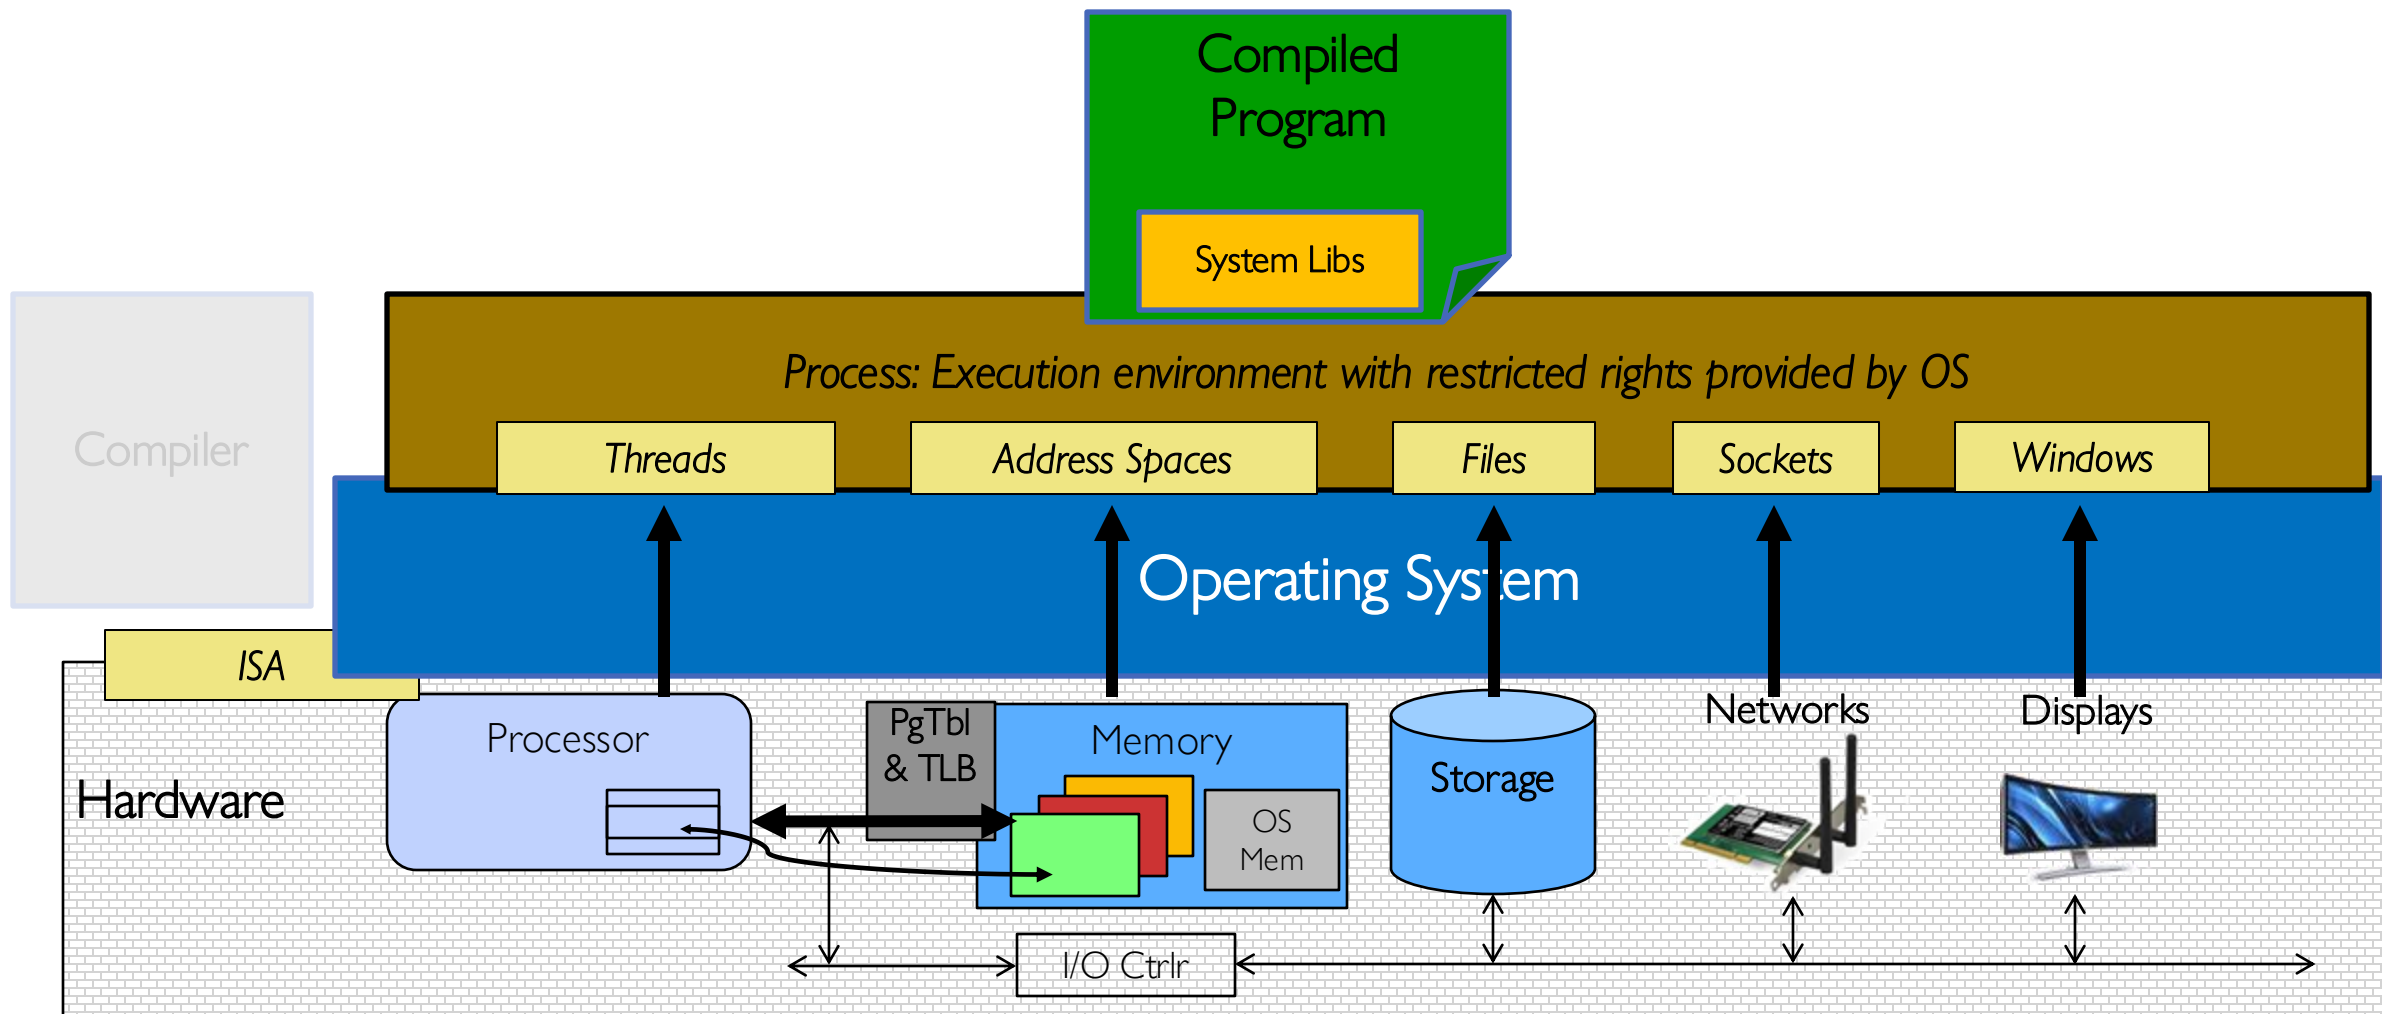 Compiled
Program
System Libs
Compiler
Process: Execution environment with restricted rights provided by OS
Threads
Address Spaces
Files
Sockets
Windows
Operating System
ISA
Hardware
Processor
PgTbl
& TLB
Memory
OS
Mem
Storage
Networks
Displays
I/O Ctrlr